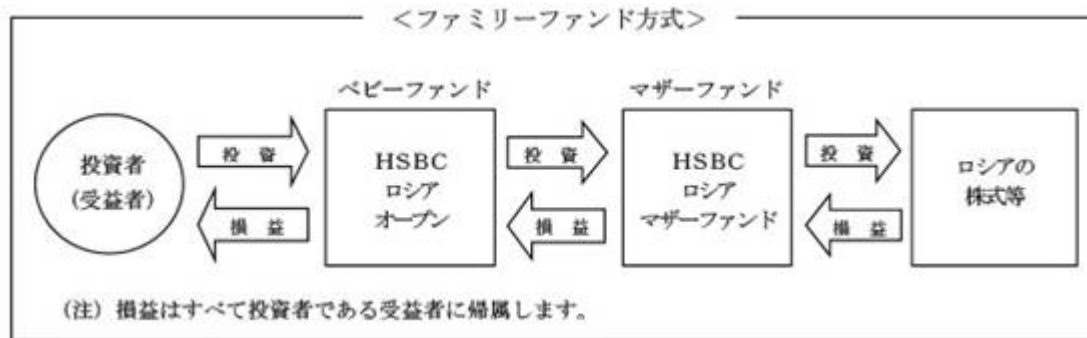 ＜ファミリーファンド方式＞
ベビーファンド
マザーファンド
投資者
(受益者)
投 資
損 益
HSBC
ロシア
オープン
投 資
損 益
HSBC
ロシア
マザーファンド
投 資
損 益
ロシアの
株式等
(注) 損益はすべて投資者である受益者に帰属します。